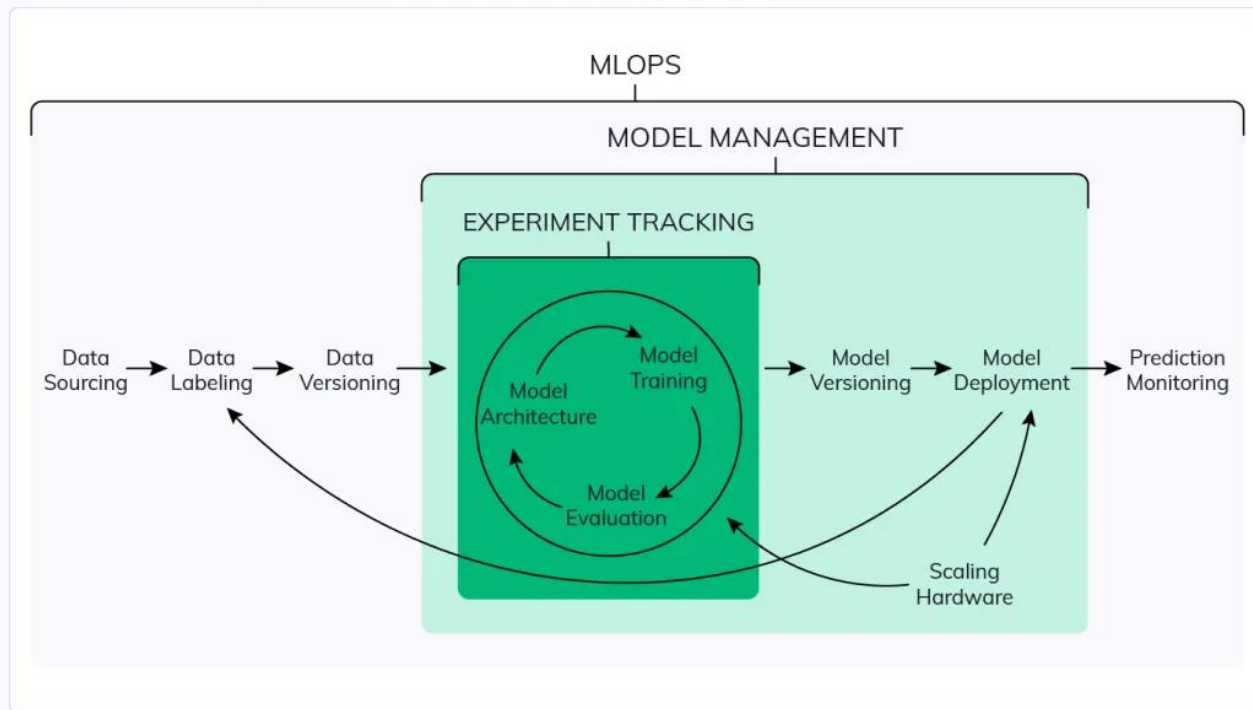 MLOPS
MODEL MANAGEMENT
EXPERIMENT TRACKING
Data
Sourcing
Data
Labeling
Data
Versioning
Model
Architecture
Model
Training
Model
Evaluation
Model
Versioning
Model
Deployment
Prediction
Monitoring
Scaling
Hardware